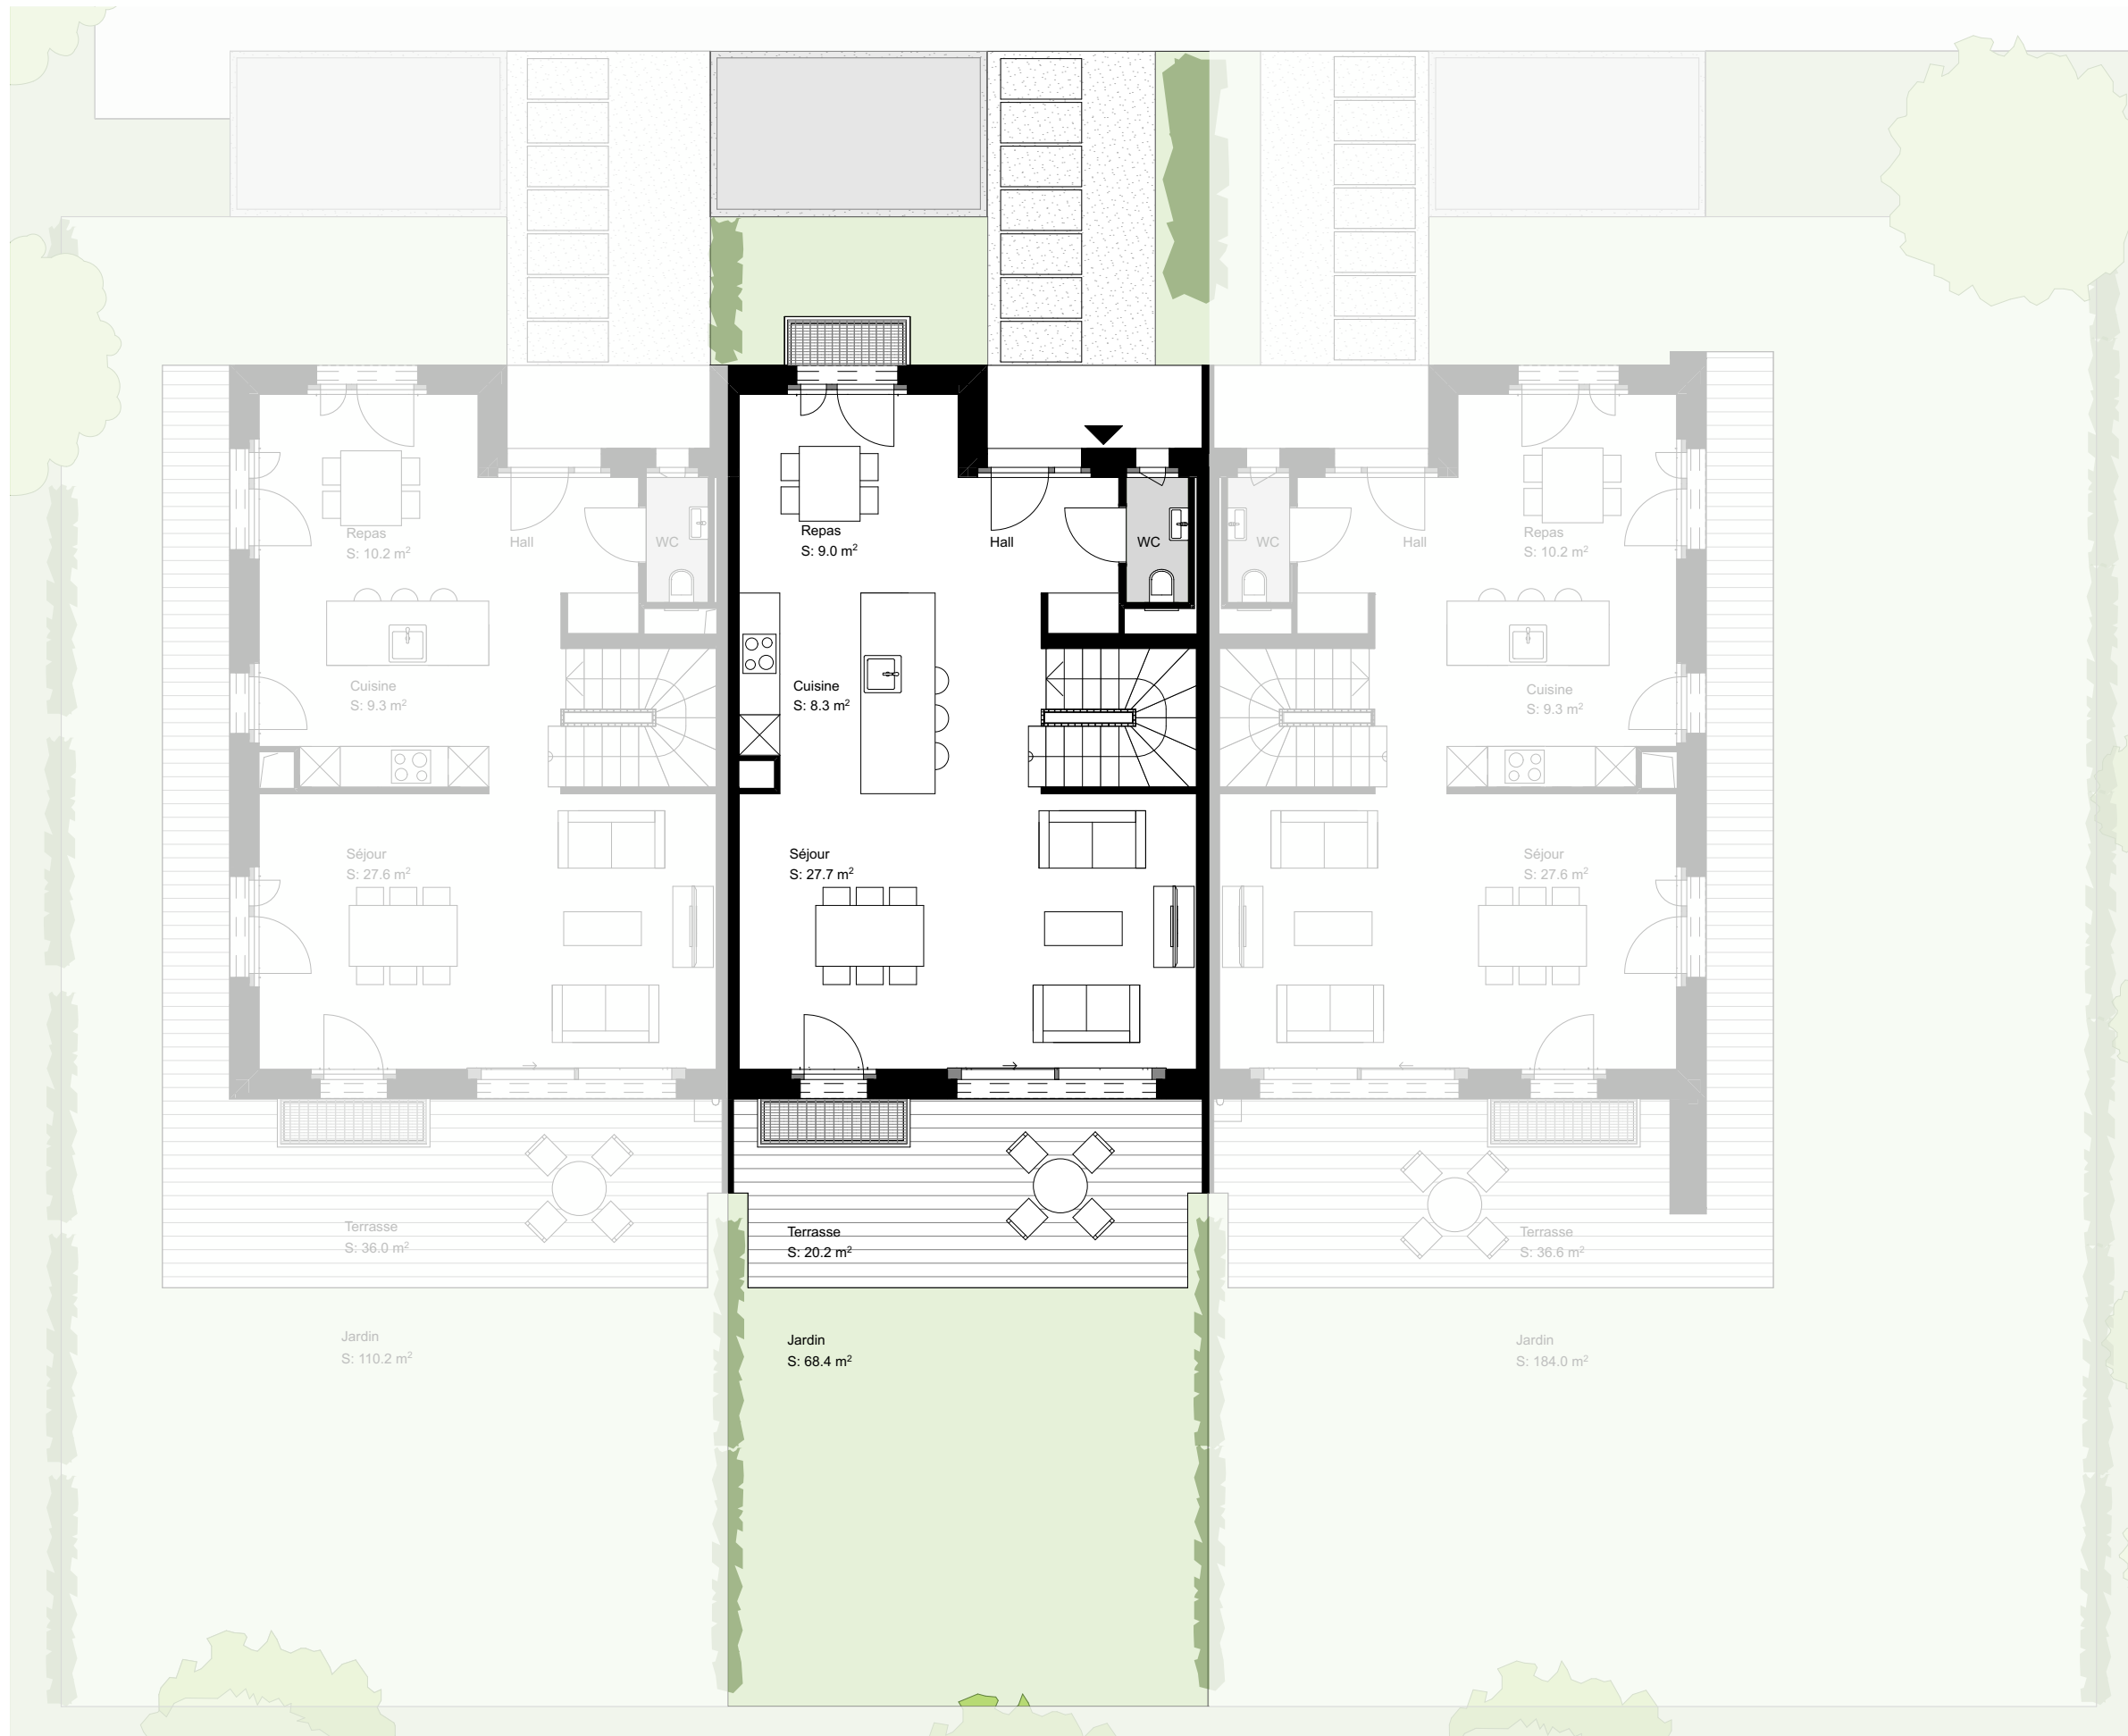 Repas
S: 10.2 m²
Hall
WC
Cuisine
S: 9.3 m²
Séjour
S: 27.6 m²
Terrasse
S: 36.0 m²
Jardin
S: 110.2 m²
Repas
S: 9.0 m²
Hall
WC
Cuisine
S: 8.3 m²
Séjour
S: 27.7 m²
Terrasse
S: 20.2 m²
Jardin
S: 68.4 m²
WC
Hall
Repas
S: 10.2 m²
Cuisine
S: 9.3 m²
Séjour
S: 27.6 m²
Terrasse
S: 36.6 m²
Jardin
S: 184.0 m²